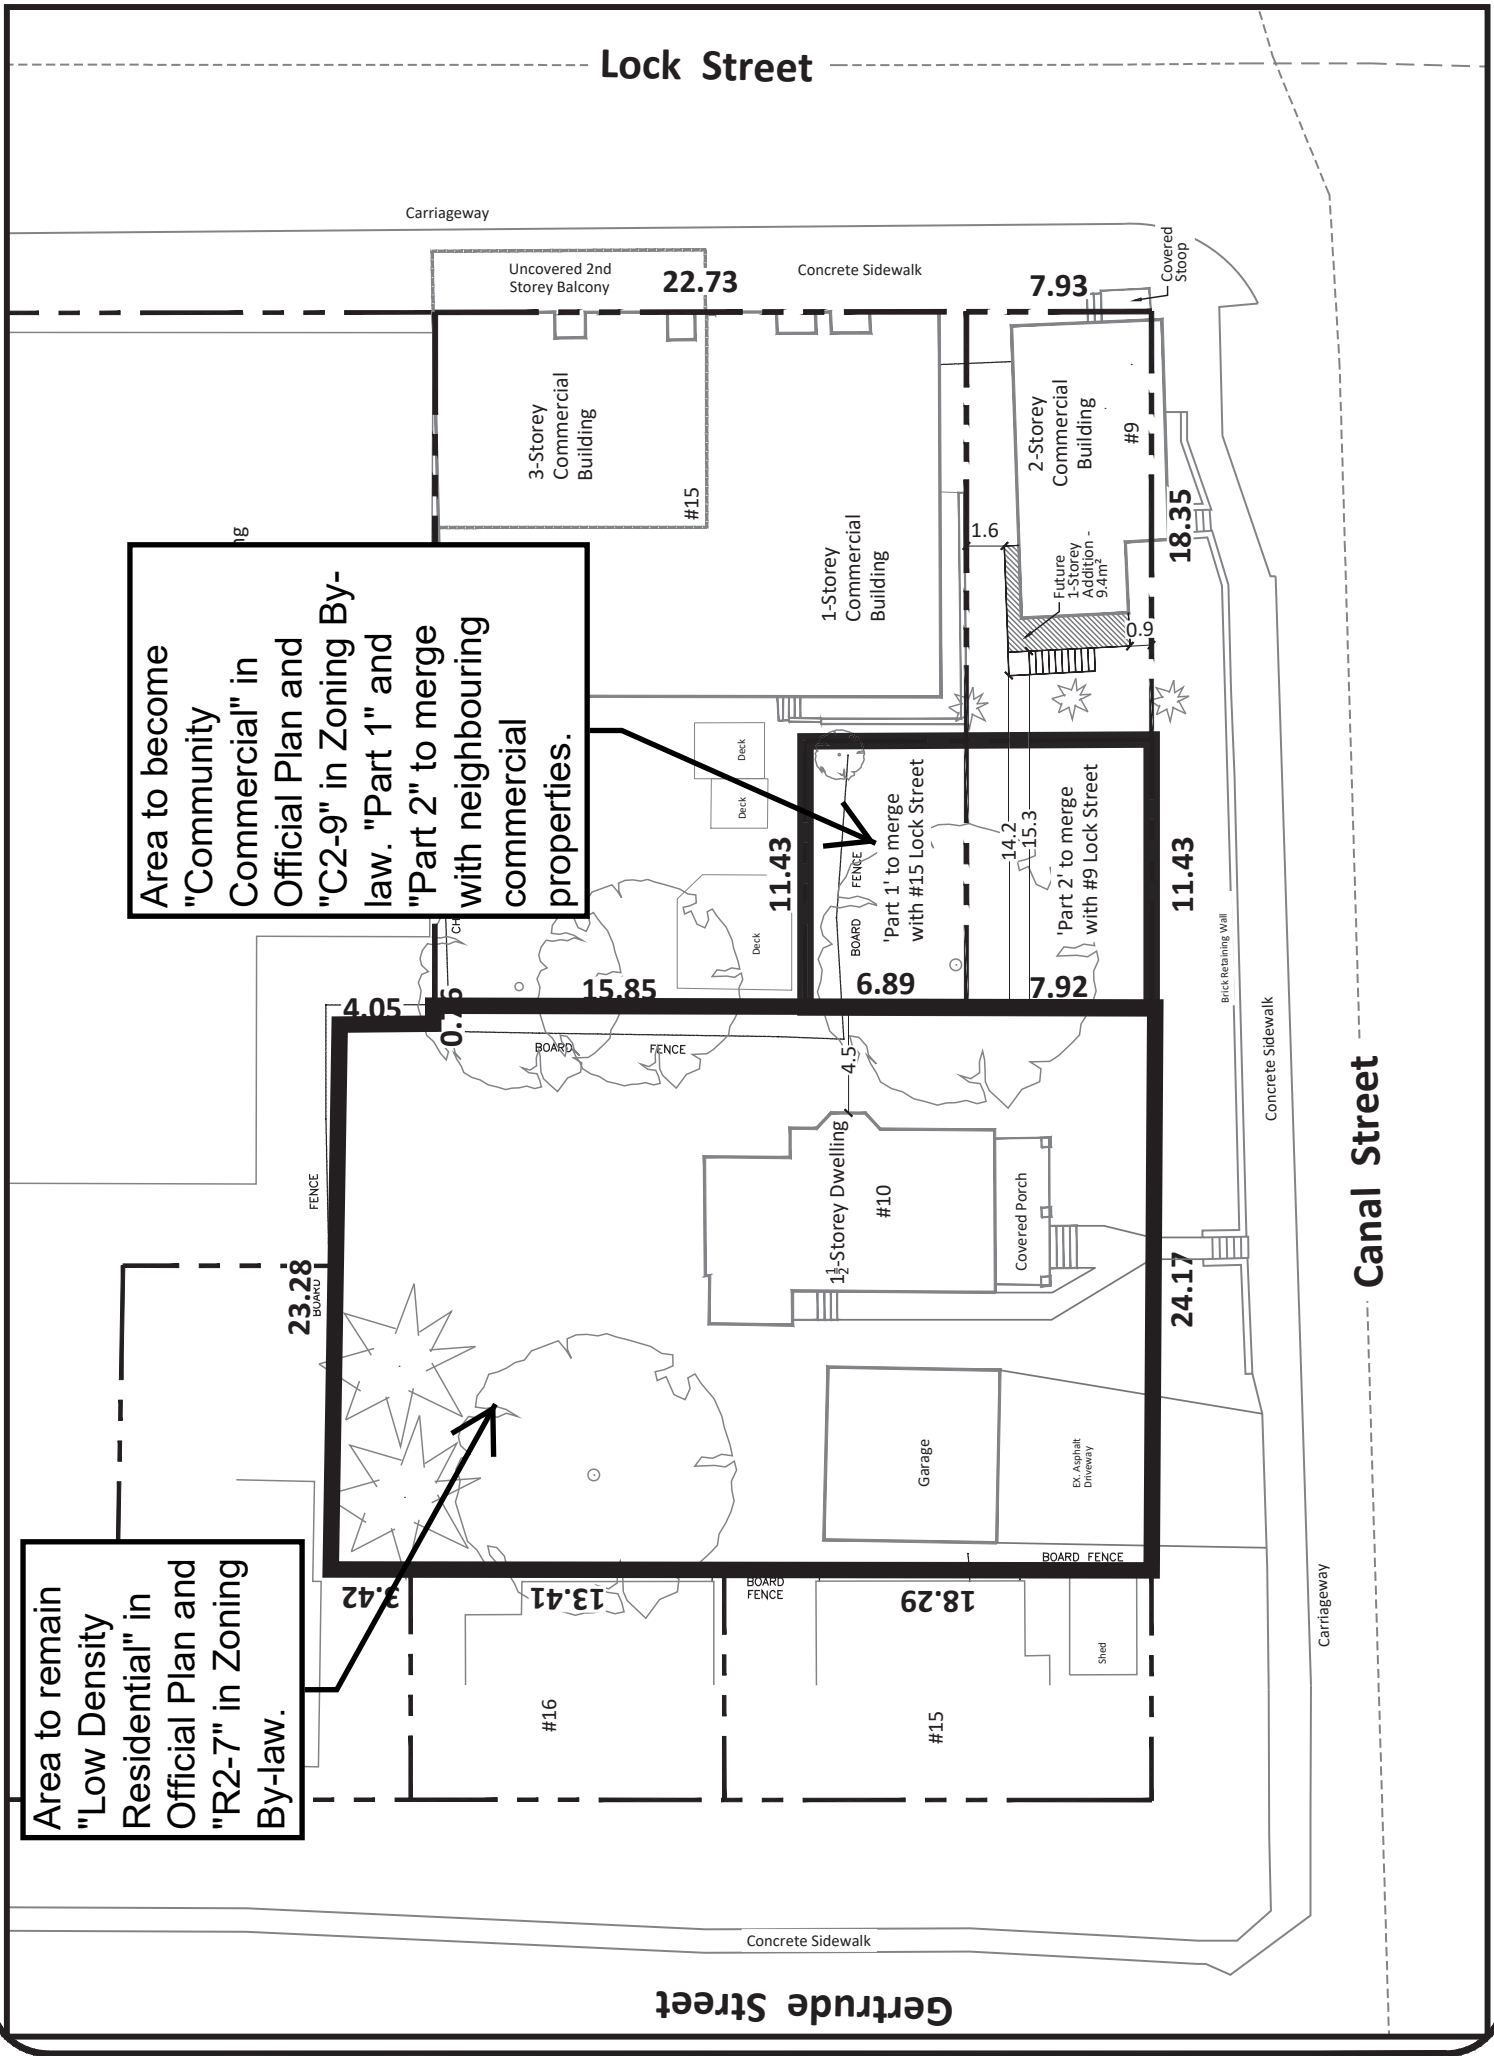 Lock Street
Carriageway
Uncovered 2nd
Storey Balcony
22.73
Concrete Sidewalk
7.93
Covered
Stoop
3-Storey
Commercial
Building
#15
1-Storey
Commercial
Building
2-Storey
Commercial
Building
#9
18.35
1.6
Future
1-Storey
Addition -
9.4m²
0.9
Area to become
"Community
Commercial" in
Official Plan and
"C2-9" in Zoning By-
law. "Part 1" and
"Part 2" to merge
with neighbouring
commercial
properties.
Deck
Deck
Deck
11.43
FENCE
BOARD
'Part 1' to merge
with #15 Lock Street
14.2
15.3
'Part 2' to merge
with #9 Lock Street
11.43
6.89
7.92
15.85
4.05
BOARD
FENCE
4.5
Brick Retaining Wall
Concrete Sidewalk
Canal Street
FENCE
BOARD
23.28
1½-Storey Dwelling
#10
Covered Porch
24.17
Garage
EX. Asphalt
Driveway
BOARD FENCE
Area to remain
"Low Density
Residential" in
Official Plan and
"R2-7" in Zoning
By-law.
3.42
13.41
BOARD
FENCE
18.29
Shed
#16
#15
Carriageway
Concrete Sidewalk
Gertrude Street